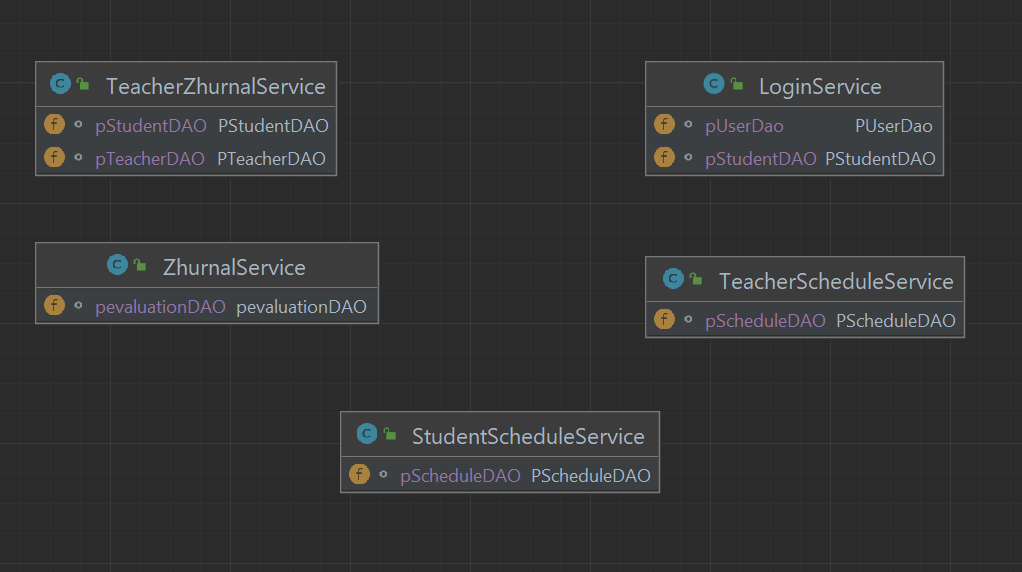 TeacherZhurnalService
pStudentDAO PStudentDAO
pTeacherDAO PTeacherDAO
LoginService
pUserDao PUserDao
pStudentDAO PStudentDAO
ZhurnalService
pevaluationDAO pevaluationDAO
TeacherScheduleService
pScheduleDAO PScheduleDAO
StudentScheduleService
pScheduleDAO PScheduleDAO